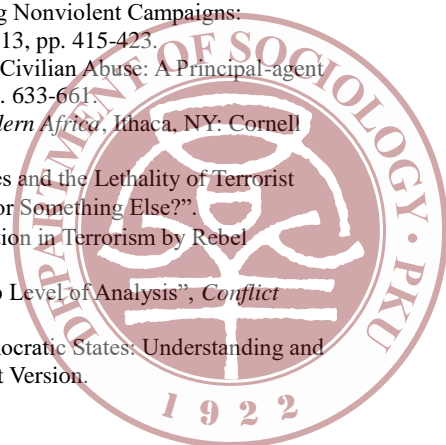 g Nonviolent Campaigns:
13, pp. 415-423.
Civilian Abuse: A Principal-agent
. 633-661.
dern Africa, Ithaca, NY: Cornell
es and the Lethality of Terrorist
or Something Else?".
tion in Terrorism by Rebel
o Level of Analysis", Conflict
mocratic States: Understanding and
t Version.
DEPARTMENT OF SOCIOLOGY · PKU
1922